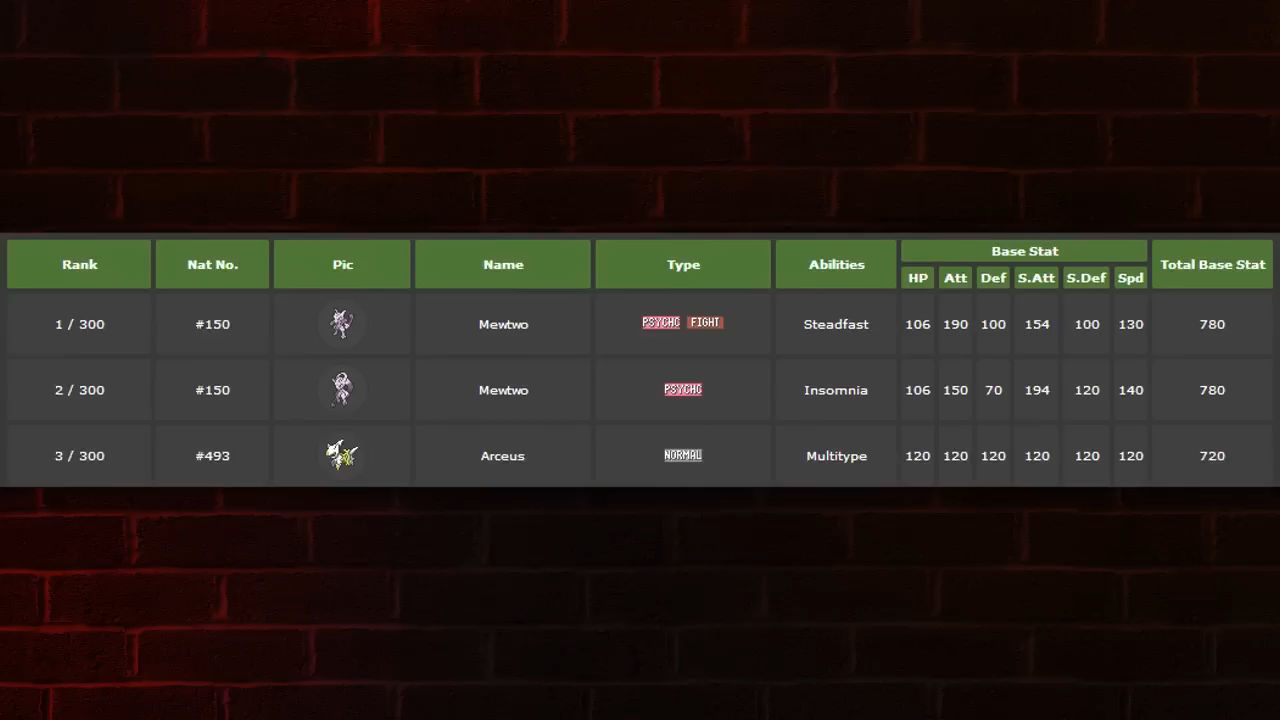 Rank Nat No. Pic Name Type Abilities Base Stat Total Base Stat
HP Att Def S.Att S.Def Spd
1 / 300 #150 Mewtwo PSYCHC FIGHT Steadfast 106 190 100 154 100 130 780
2 / 300 #150 Mewtwo PSYCHC Insomnia 106 150 70 194 120 140 780
3 / 300 #493 Arceus NORMAL Multitype 120 120 120 120 120 120 720